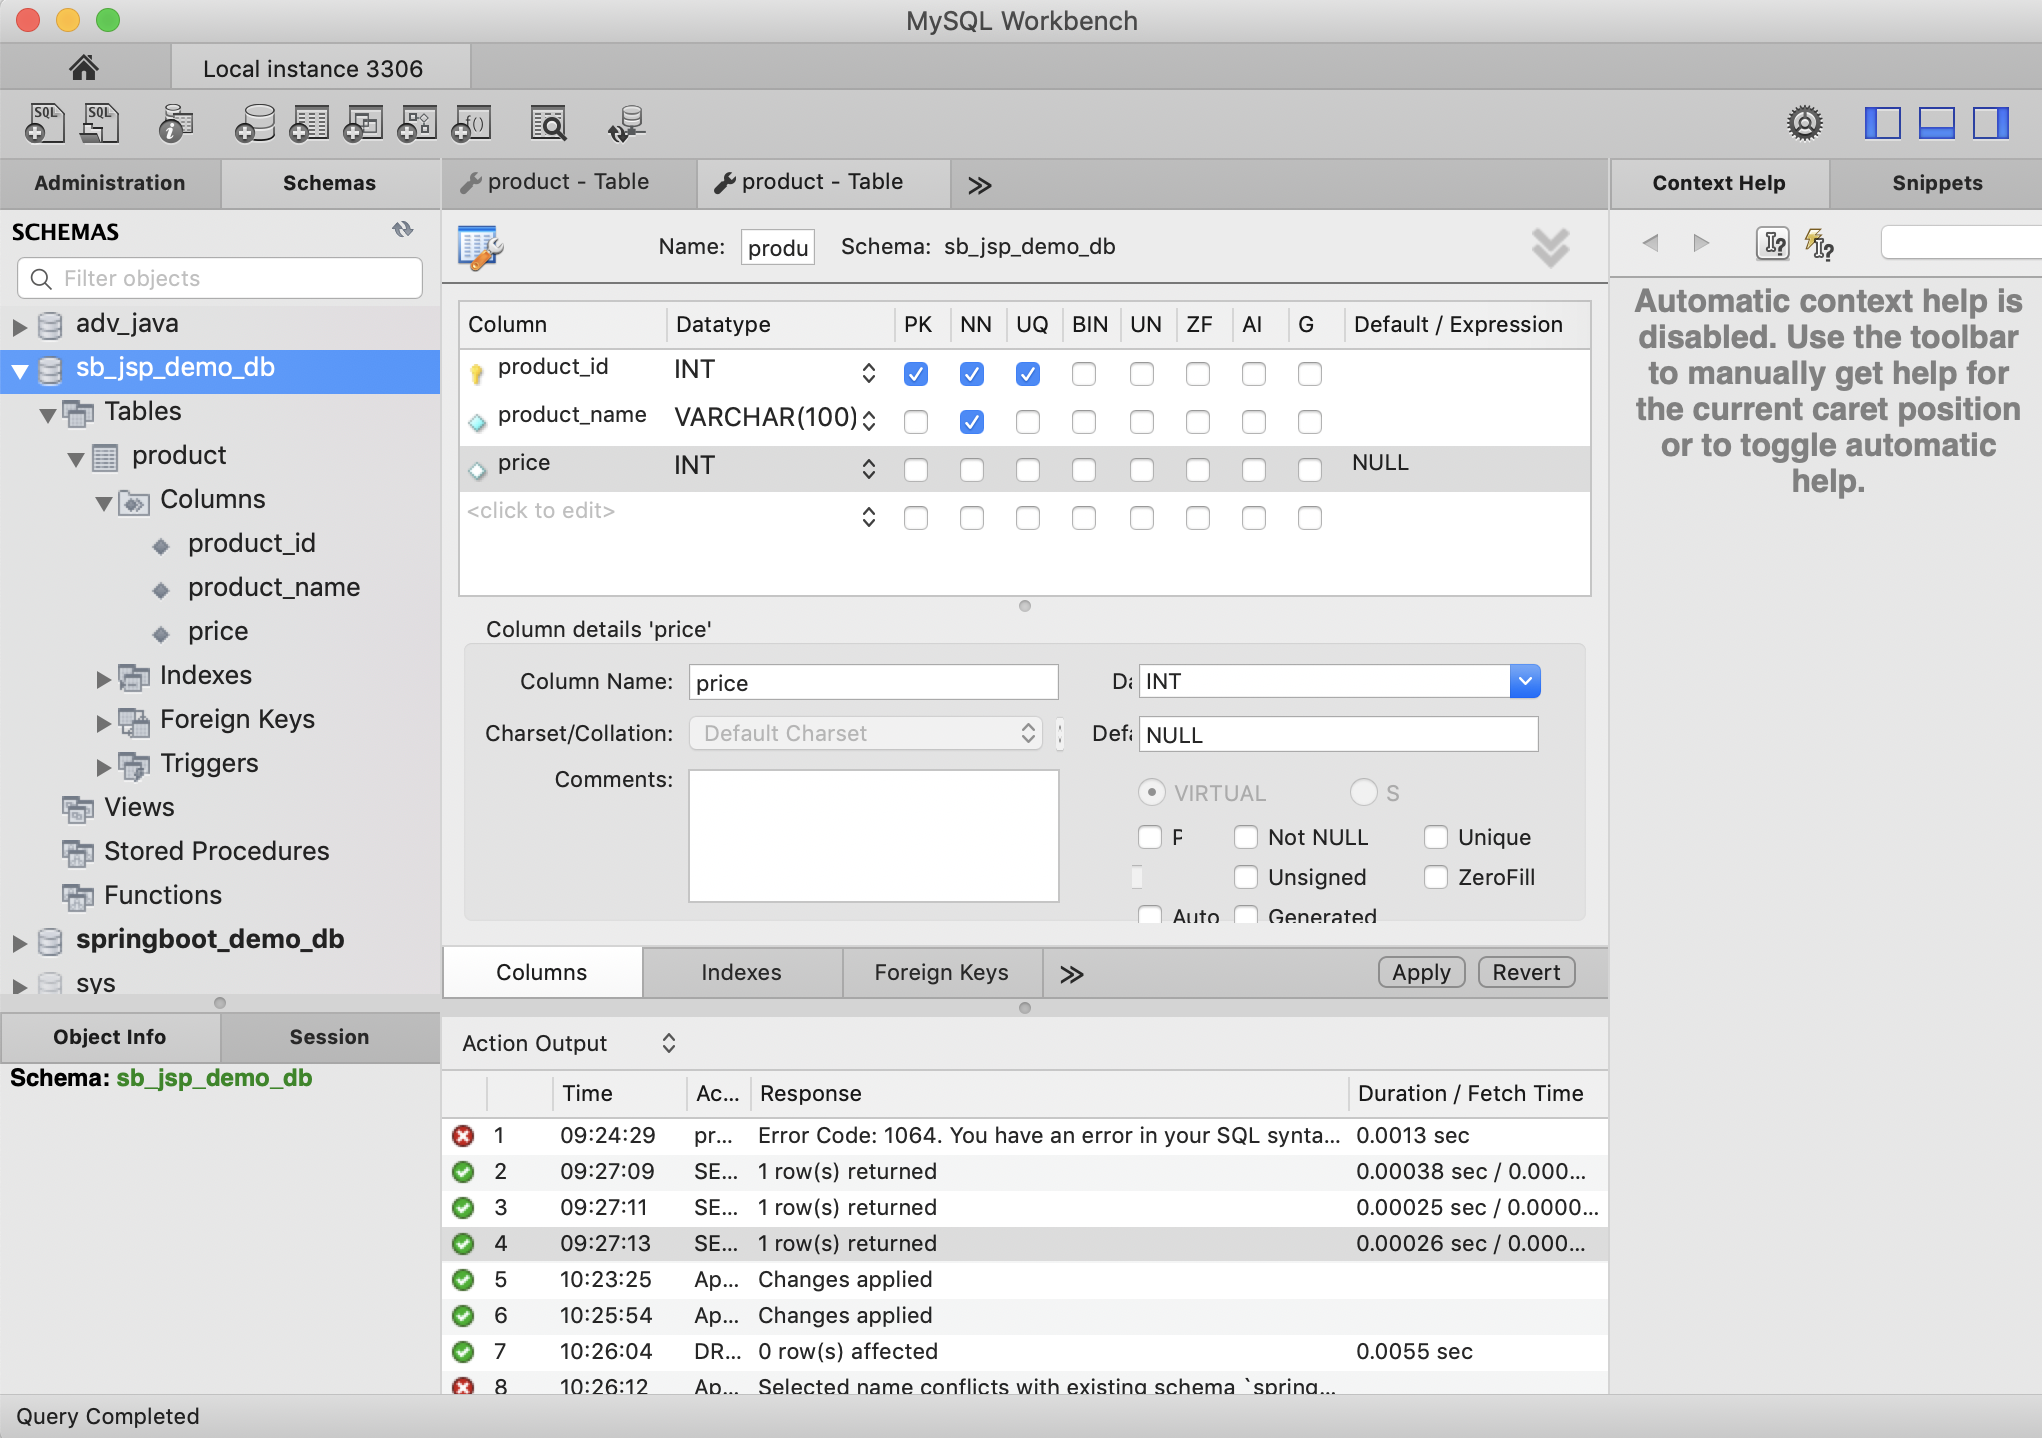 MySQL Workbench
Local instance 3306
Administration
Schemas
product - Table
product - Table
Context Help
Snippets
SCHEMAS
Filter objects
adv_java
sb_jsp_demo_db
Tables
product
Columns
product_id
product_name
price
Indexes
Foreign Keys
Triggers
Views
Stored Procedures
Functions
springboot_demo_db
sys
Object Info
Session
Schema: sb_jsp_demo_db
Name: produ Schema: sb_jsp_demo_db
Column Datatype PK NN UQ BIN UN ZF AI G Default / Expression
product_id INT
product_name VARCHAR(100)
price INT NULL
<click to edit>
Column details 'price'
Column Name: price INT
Charset/Collation: Default Charset Defa NULL
Comments:
VIRTUAL S
P Not NULL Unique
Unsigned ZeroFill
Auto Generated
Columns Indexes Foreign Keys Apply Revert
Action Output
Time Ac... Response Duration / Fetch Time
1 09:24:29 pr... Error Code: 1064. You have an error in your SQL synta... 0.0013 sec
2 09:27:09 SE... 1 row(s) returned 0.00038 sec / 0.000...
3 09:27:11 SE... 1 row(s) returned 0.00025 sec / 0.0000...
4 09:27:13 SE... 1 row(s) returned 0.00026 sec / 0.000...
5 10:23:25 Ap... Changes applied
6 10:25:54 Ap... Changes applied
7 10:26:04 DR... 0 row(s) affected 0.0055 sec
8 10:26:12 Ap... Selected name conflicts with existing schema `spring...
Automatic context help is
disabled. Use the toolbar
to manually get help for
the current caret position
or to toggle automatic
help.
Query Completed